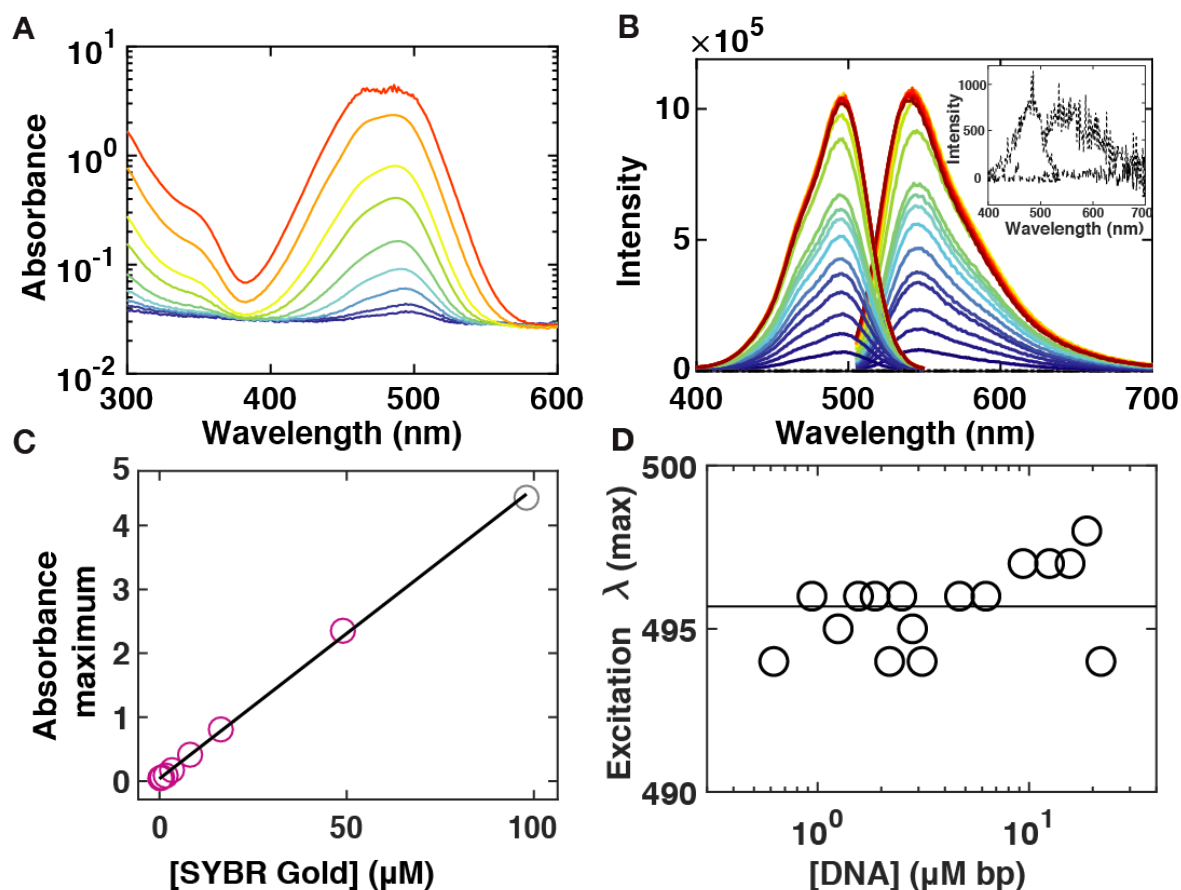 A
Absorbance
10^1
10^0
10^-1
10^-2
300
400
500
600
Wavelength (nm)
B
×10^5
Intensity
10
5
0
400
500
600
700
Wavelength (nm)
Intensity
1000
500
0
400
500
600
700
Wavelength (nm)
C
Absorbance
maximum
5
4
3
2
1
0
0
50
100
[SYBR Gold] (µM)
D
Excitation λ (max)
500
495
490
10^0
10^1
[DNA] (µM bp)